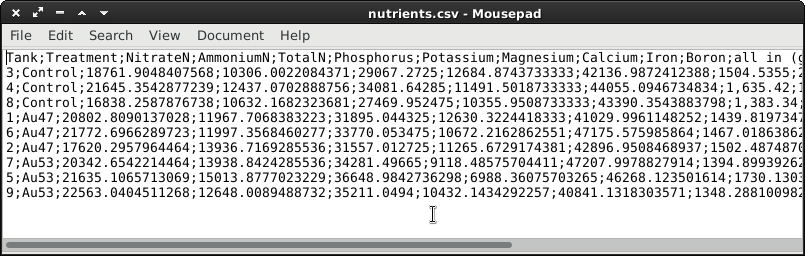 nutrients.csv - Mousepad
File Edit Search View Document Help
Tank;Treatment;NitrateN;AmmoniumN;TotalN;Phosphorus;Potassium;Magnesium;Calcium;Iron;Boron;all in (g
3;Control;18761.9048407568;10306.0022084371;29067.2725;12684.8743733333;42136.9872412388;1504.5355;2
4;Control;21645.3542877239;12437.0702888756;34081.64285;11491.5018733333;44055.0946734834;1,635.42;1
8;Control;16838.2587876738;10632.1682323681;27469.952475;10355.9508733333;43390.3543883798;1,383.34
1;Au47;20802.8090137028;11967.7068383223;31895.044325;12630.3224418333;41029.9961148252;1439.8197347
6;Au47;21772.6966289723;11997.3568460277;33770.053475;10672.2162862551;47175.575985864;1467.01863862
2;Au47;17620.2957964464;13936.7169285536;31557.012725;11265.6729174381;42896.9508468947;1502.4874870
7;Au53;20342.6542214464;13938.8424285536;34281.49665;9118.48575704411;47207.9978827914;1394.89939262
5;Au53;21635.1065713069;15013.8777023229;36648.9842736298;6988.36075703265;46268.123501614;1730.1303
9;Au53;22563.0404511268;12648.0089488732;35211.0494;10432.1434292257;40841.1318303571;1348.288100982